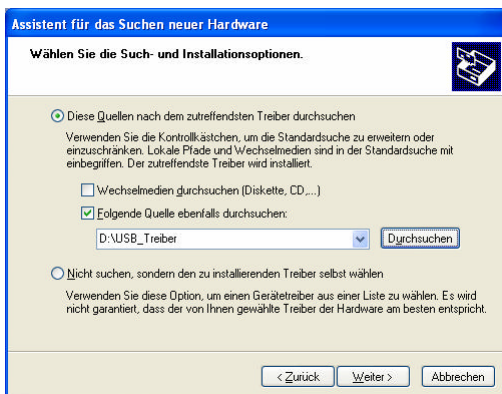 Assistent für das Suchen neuer Hardware
Wählen Sie die Such- und Installationsoptionen.
Diese Quellen nach dem zutreffendsten Treiber durchsuchen
Verwenden Sie die Kontrollkästchen, um die Standardsuche zu erweitern oder
einzuschränken. Lokale Pfade und Wechselmedien sind in der Standardsuche mit
einbegriffen. Der zutreffendste Treiber wird installiert.
Wechselmedien durchsuchen (Diskette, CD,...)
Folgende Quelle ebenfalls durchsuchen:
D:\USB_Treiber
Durchsuchen
Nicht suchen, sondern den zu installierenden Treiber selbst wählen
Verwenden Sie diese Option, um einen Gerätetreiber aus einer Liste zu wählen. Es wird
nicht garantiert, dass der von Ihnen gewählte Treiber der Hardware am besten entspricht.
< Zurück Weiter > Abbrechen